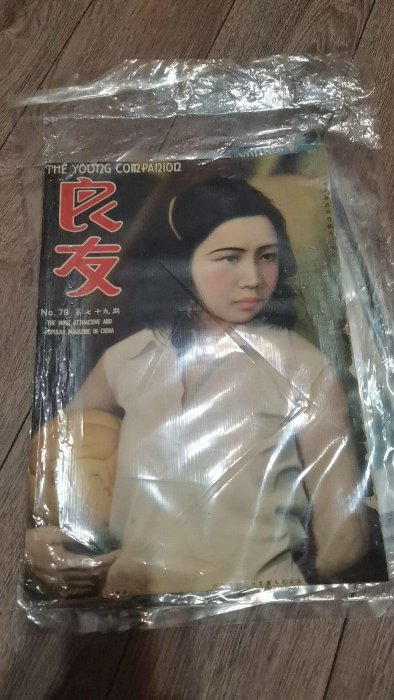 THE YOUNG COMPANION
良友
No. 79 第七十九期
THE MOST ATTRACTIVE AND
POPULAR MAGAZINE IN CHINA